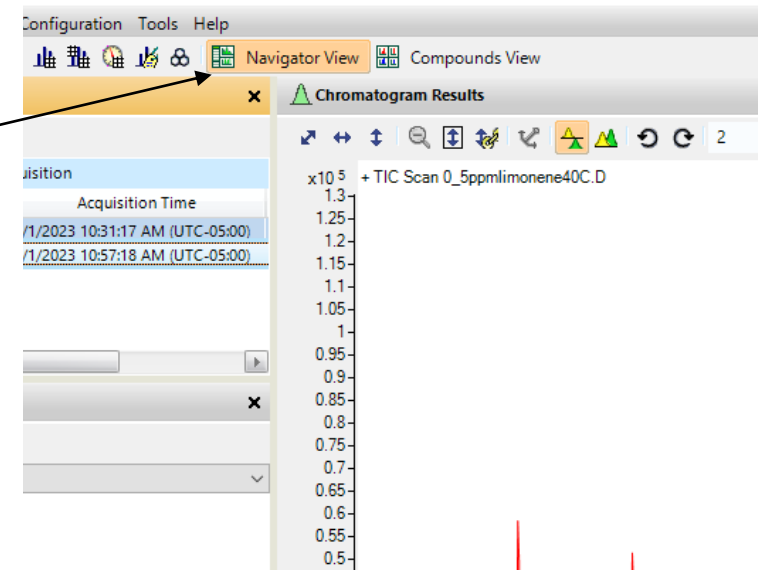 Configuration Tools Help
Navigator View Compounds View
Chromatogram Results
2
uisition
x10 5 + TIC Scan 0_5ppmlimonene40C.D
Acquisition Time
/1/2023 10:31:17 AM (UTC-05:00)
/1/2023 10:57:18 AM (UTC-05:00)
1.3
1.25
1.2
1.15
1.1
1.05
1
0.95
0.9
0.85
0.8
0.75
0.7
0.65
0.6
0.55
0.5